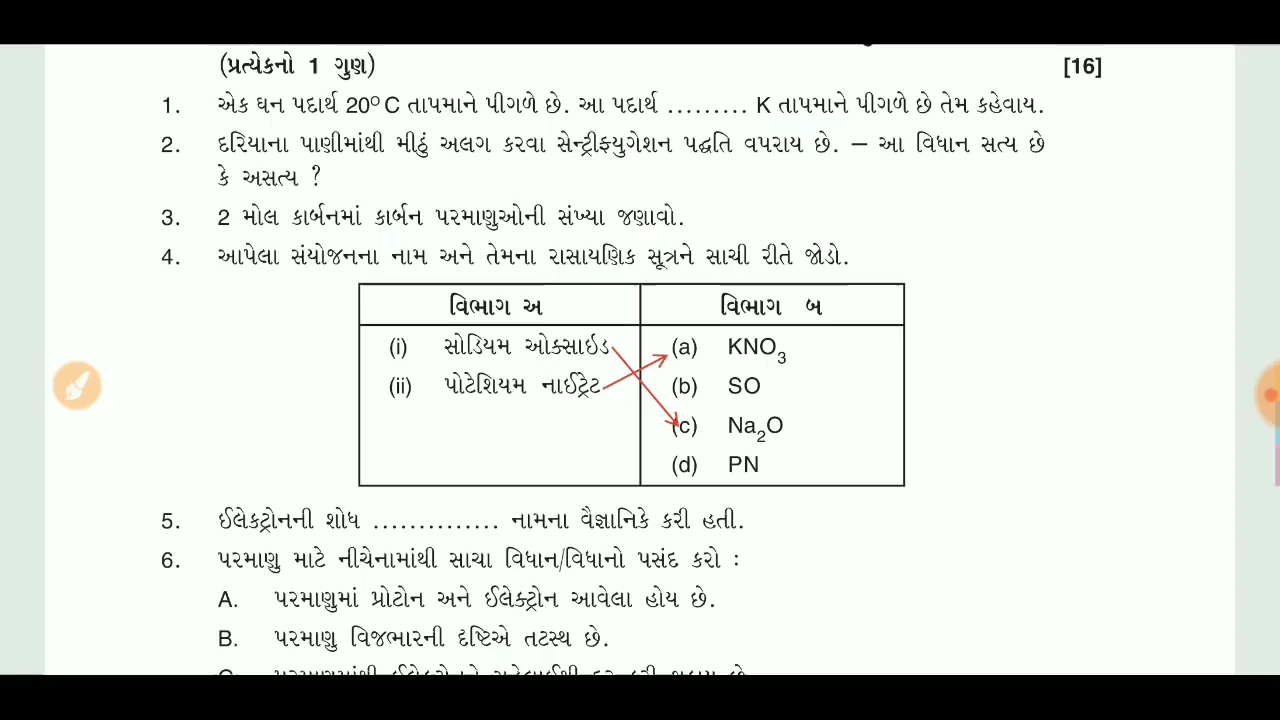 (પ્રત્યેકનો 1 ગુણ) [16]
1. એક ઘન પદાર્થ 20⁰ C તાપમાને પીગળે છે. આ પદાર્થ ......... K તાપમાને પીગળે છે તેમ કહેવાય.
2. દરિયાના પાણીમાંથી મીઠું અલગ કરવા સેન્ટ્રીફ્યુગેશન પદ્ધતિ વપરાય છે. – આ વિધાન સત્ય છે
કે અસત્ય ?
3. 2 મોલ કાર્બનમાં કાર્બન પરમાણુઓની સંખ્યા જણાવો.
4. આપેલા સંયોજનના નામ અને તેમના રાસાયણિક સૂત્રને સાચી રીતે જોડો.
વિભાગ અ વિભાગ બ
(i) સોડિયમ ઓક્સાઇડ (a) KNO₃
(ii) પોટેશિયમ નાઈટ્રેટ (b) SO
(c) Na₂O
(d) PN
5. ઈલેકટ્રોનની શોધ .............. નામના વૈજ્ઞાનિકે કરી હતી.
6. પરમાણુ માટે નીચેનામાંથી સાચા વિધાન/વિધાનો પસંદ કરો :
A. પરમાણુમાં પ્રોટોન અને ઈલેક્ટ્રોન આવેલા હોય છે.
B. પરમાણુ વિજભારની દૃષ્ટિએ તટસ્થ છે.